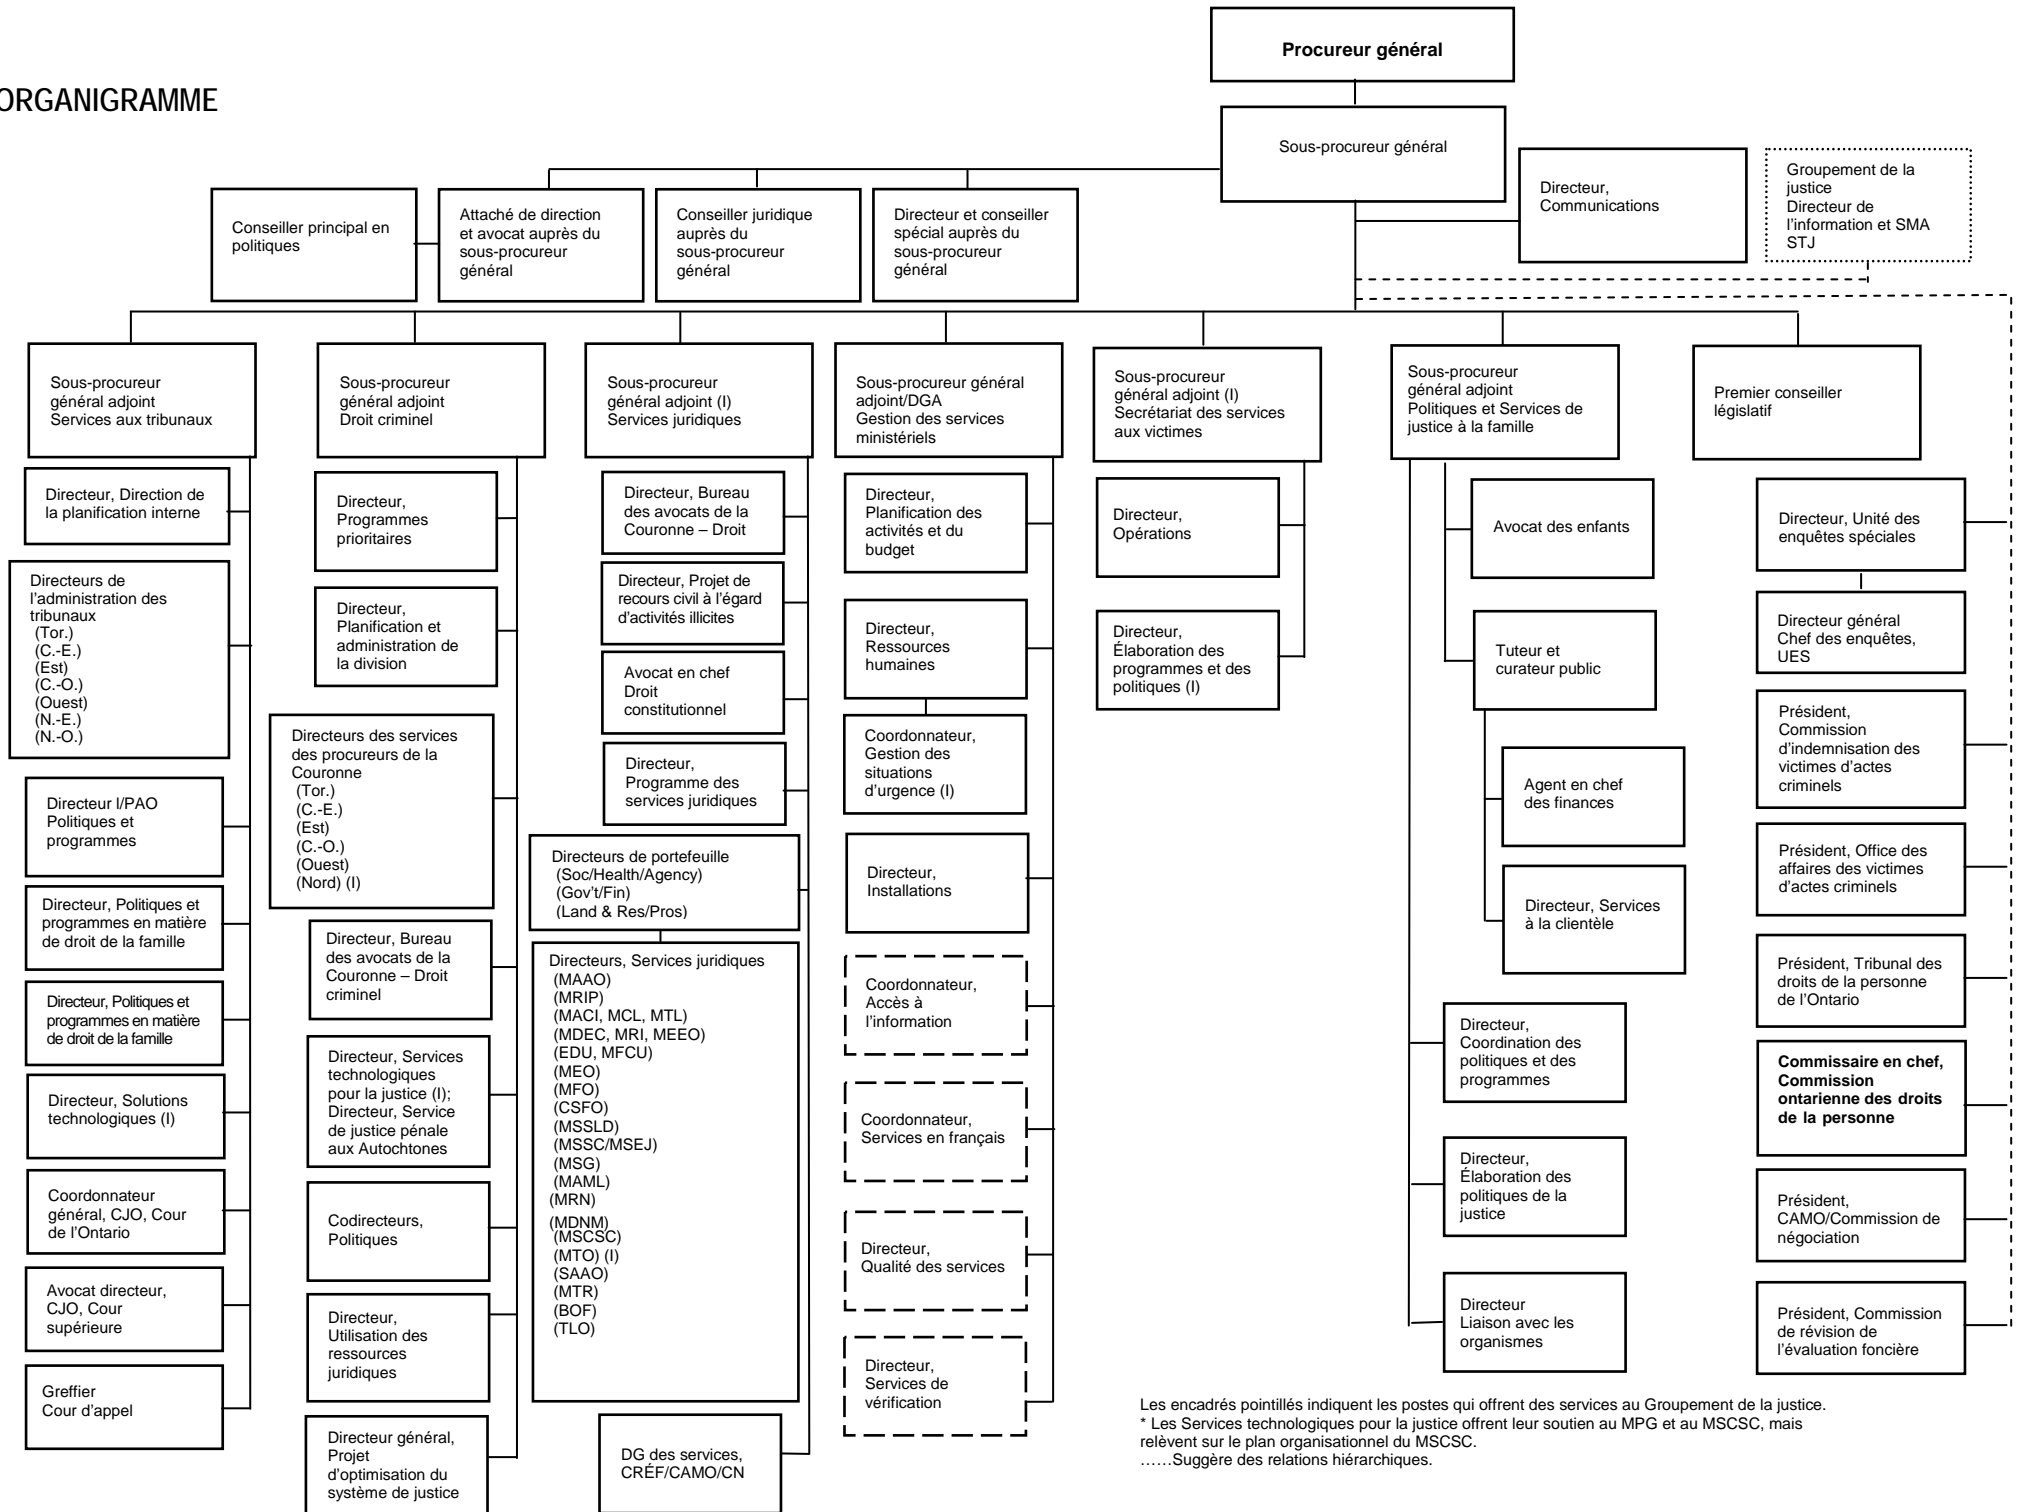 ORGANIGRAMME
Procureur général
Sous-procureur général
Directeur,
Communications
Groupement de la
justice
Directeur de
l'information et SMA
STJ
Conseiller principal en
politiques
Attaché de direction
et avocat auprès du
sous-procureur
général
Conseiller juridique
auprès du
sous-procureur
général
Directeur et conseiller
spécial auprès du
sous-procureur
général
Sous-procureur
général adjoint
Services aux tribunaux
Directeur, Direction de
la planification interne
Directeurs de
l'administration des
tribunaux
(Tor.)
(C.-E.)
(Est)
(C.-O.)
(Ouest)
(N.-E.)
(N.-O.)
Directeur I/PAO
Politiques et
programmes
Directeur, Politiques et
programmes en matière
de droit de la famille
Directeur, Politiques et
programmes en matière
de droit de la famille
Directeur, Solutions
technologiques (I)
Coordonnateur
général, CJO, Cour
de l'Ontario
Avocat directeur,
CJO, Cour
supérieure
Greffier
Cour d'appel
Sous-procureur
général adjoint
Droit criminel
Directeur,
Programmes
prioritaires
Directeur,
Planification et
administration de
la division
Directeurs des services
des procureurs de la
Couronne
(Tor.)
(C.-E.)
(Est)
(C.-O.)
(Ouest)
(Nord) (I)
Directeur, Bureau
des avocats de la
Couronne – Droit
criminel
Directeur, Services
technologiques
pour la justice (I);
Directeur, Service
de justice pénale
aux Autochtones
Codirecteurs,
Politiques
Directeur,
Utilisation des
ressources
juridiques
Directeur général,
Projet
d'optimisation du
système de justice
Sous-procureur
général adjoint (I)
Services juridiques
Directeur, Bureau
des avocats de la
Couronne – Droit
Directeur, Projet de
recours civil à l'égard
d'activités illicites
Avocat en chef
Droit
constitutionnel
Directeur,
Programme des
services juridiques
Directeurs de portefeuille
(Soc/Health/Agency)
(Gov't/Fin)
(Land & Res/Pros)
Directeurs, Services juridiques
(MAAO)
(MRIP)
(MACI, MCL, MTL)
(MDEC, MRI, MEEO)
(EDU, MFCU)
(MEO)
(MFO)
(CSFO)
(MSSLD)
(MSSC/MSEJ)
(MSG)
(MAML)
(MRN)
(MDNM)
(MSCSC)
(MTO) (I)
(SAAO)
(MTR)
(BOF)
(TLO)
DG des services,
CRÉF/CAMO/CN
Sous-procureur général
adjoint/DGA
Gestion des services
ministériels
Directeur,
Planification des
activités et du
budget
Directeur,
Ressources
humaines
Coordonnateur,
Gestion des
situations
d'urgence (I)
Directeur,
Installations
Coordonnateur,
Accès à
l'information
Coordonnateur,
Services en français
Directeur,
Qualité des services
Directeur,
Services de
vérification
Sous-procureur
général adjoint (I)
Secrétariat des services
aux victimes
Directeur,
Opérations
Directeur,
Élaboration des
programmes et des
politiques (I)
Sous-procureur
général adjoint
Politiques et Services de
justice à la famille
Avocat des enfants
Tuteur et
curateur public
Agent en chef
des finances
Directeur, Services
à la clientèle
Directeur,
Coordination des
politiques et des
programmes
Directeur,
Élaboration des
politiques de la
justice
Directeur
Liaison avec les
organismes
Premier conseiller
législatif
Directeur, Unité des
enquêtes spéciales
Directeur général
Chef des enquêtes,
UES
Président,
Commission
d'indemnisation des
victimes d'actes
criminels
Président, Office des
affaires des victimes
d'actes criminels
Président, Tribunal des
droits de la personne
de l'Ontario
Commissaire en chef,
Commission
ontarienne des droits
de la personne
Président,
CAMO/Commission de
négociation
Président, Commission
de révision de
l'évaluation foncière
Les encadrés pointillés indiquent les postes qui offrent des services au Groupement de la justice.
* Les Services technologiques pour la justice offrent leur soutien au MPG et au MSCSC, mais
relèvent sur le plan organisationnel du MSCSC.
……Suggère des relations hiérarchiques.